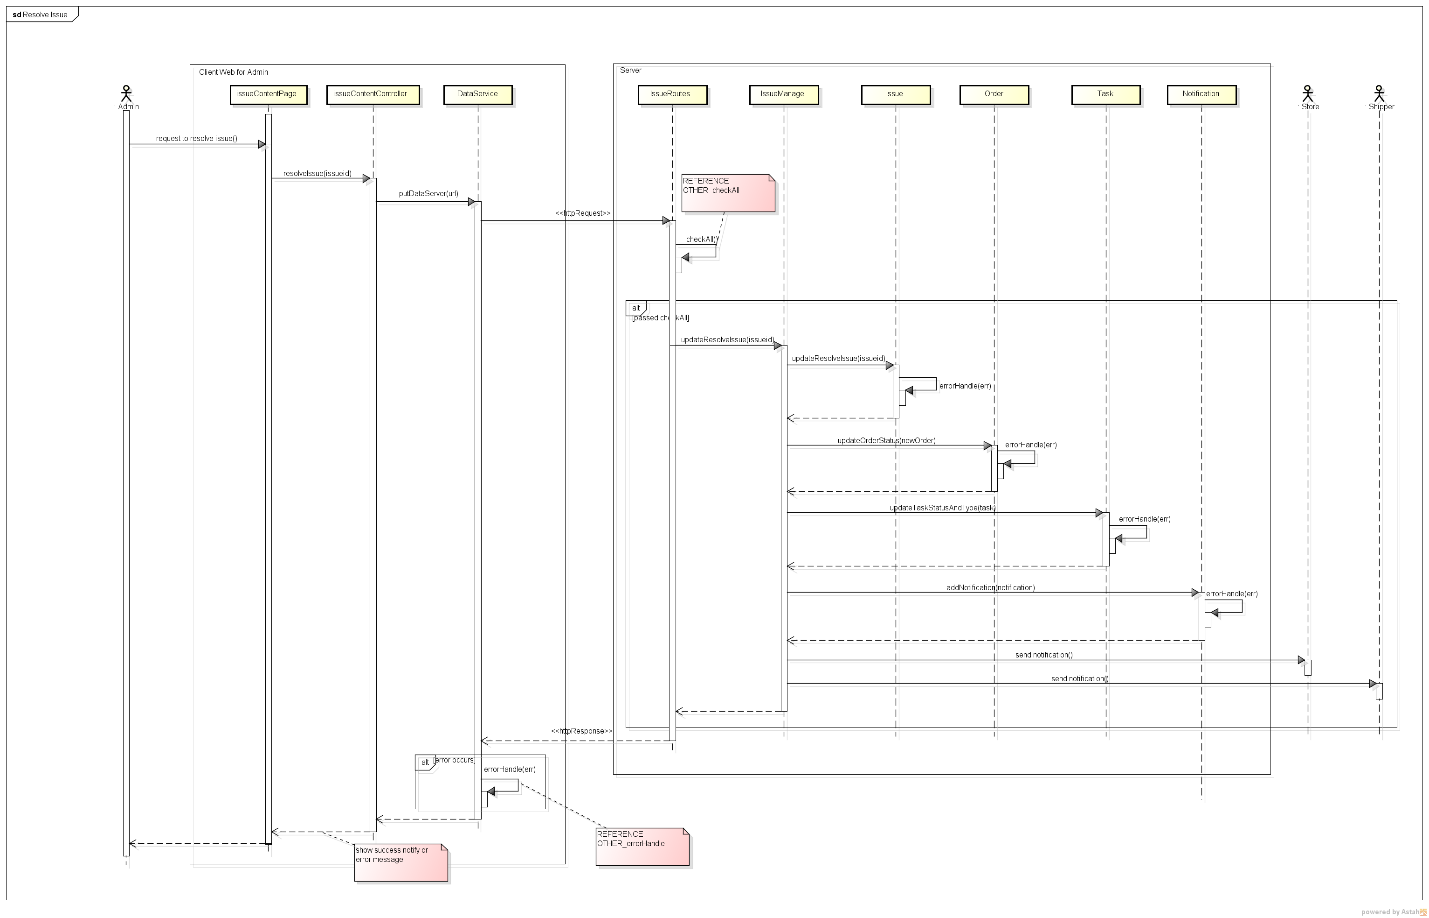 sd Resolve Issue
Client Web for Admin
Server
Admin
issueContentPage
issueContentController
DataService
issueRoutes
IssueManage
issue
Order
Task
Notification
: Store
: Shipper
request to resolve issue()
resolveIssue(issueid)
putDataServer(url)
<<httpRequest>>
REFERENCE
OTHER_checkAll
checkAll()
alt
[passed checkAll]
updateResolveIssue(issueid)
updateResolveIssue(issueid)
errorHandle(err)
updateOrderStatus(newOrder)
errorHandle(err)
updateTaskStatusAndType(task)
errorHandle(err)
addNotification(notification)
errorHandle(err)
send notification()
send notification()
<<httpResponse>>
alt
[error occurs]
errorHandle(err)
REFERENCE
OTHER_errorHandle
show success notify or
error message
powered by Astah